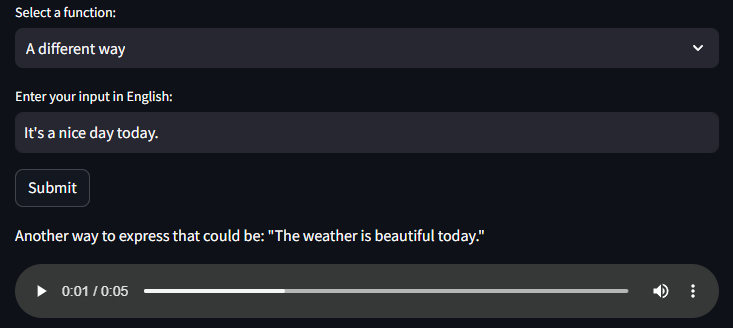 Select a function:
A different way
Enter your input in English:
It's a nice day today.
Submit
Another way to express that could be: "The weather is beautiful today."
0:01 / 0:05